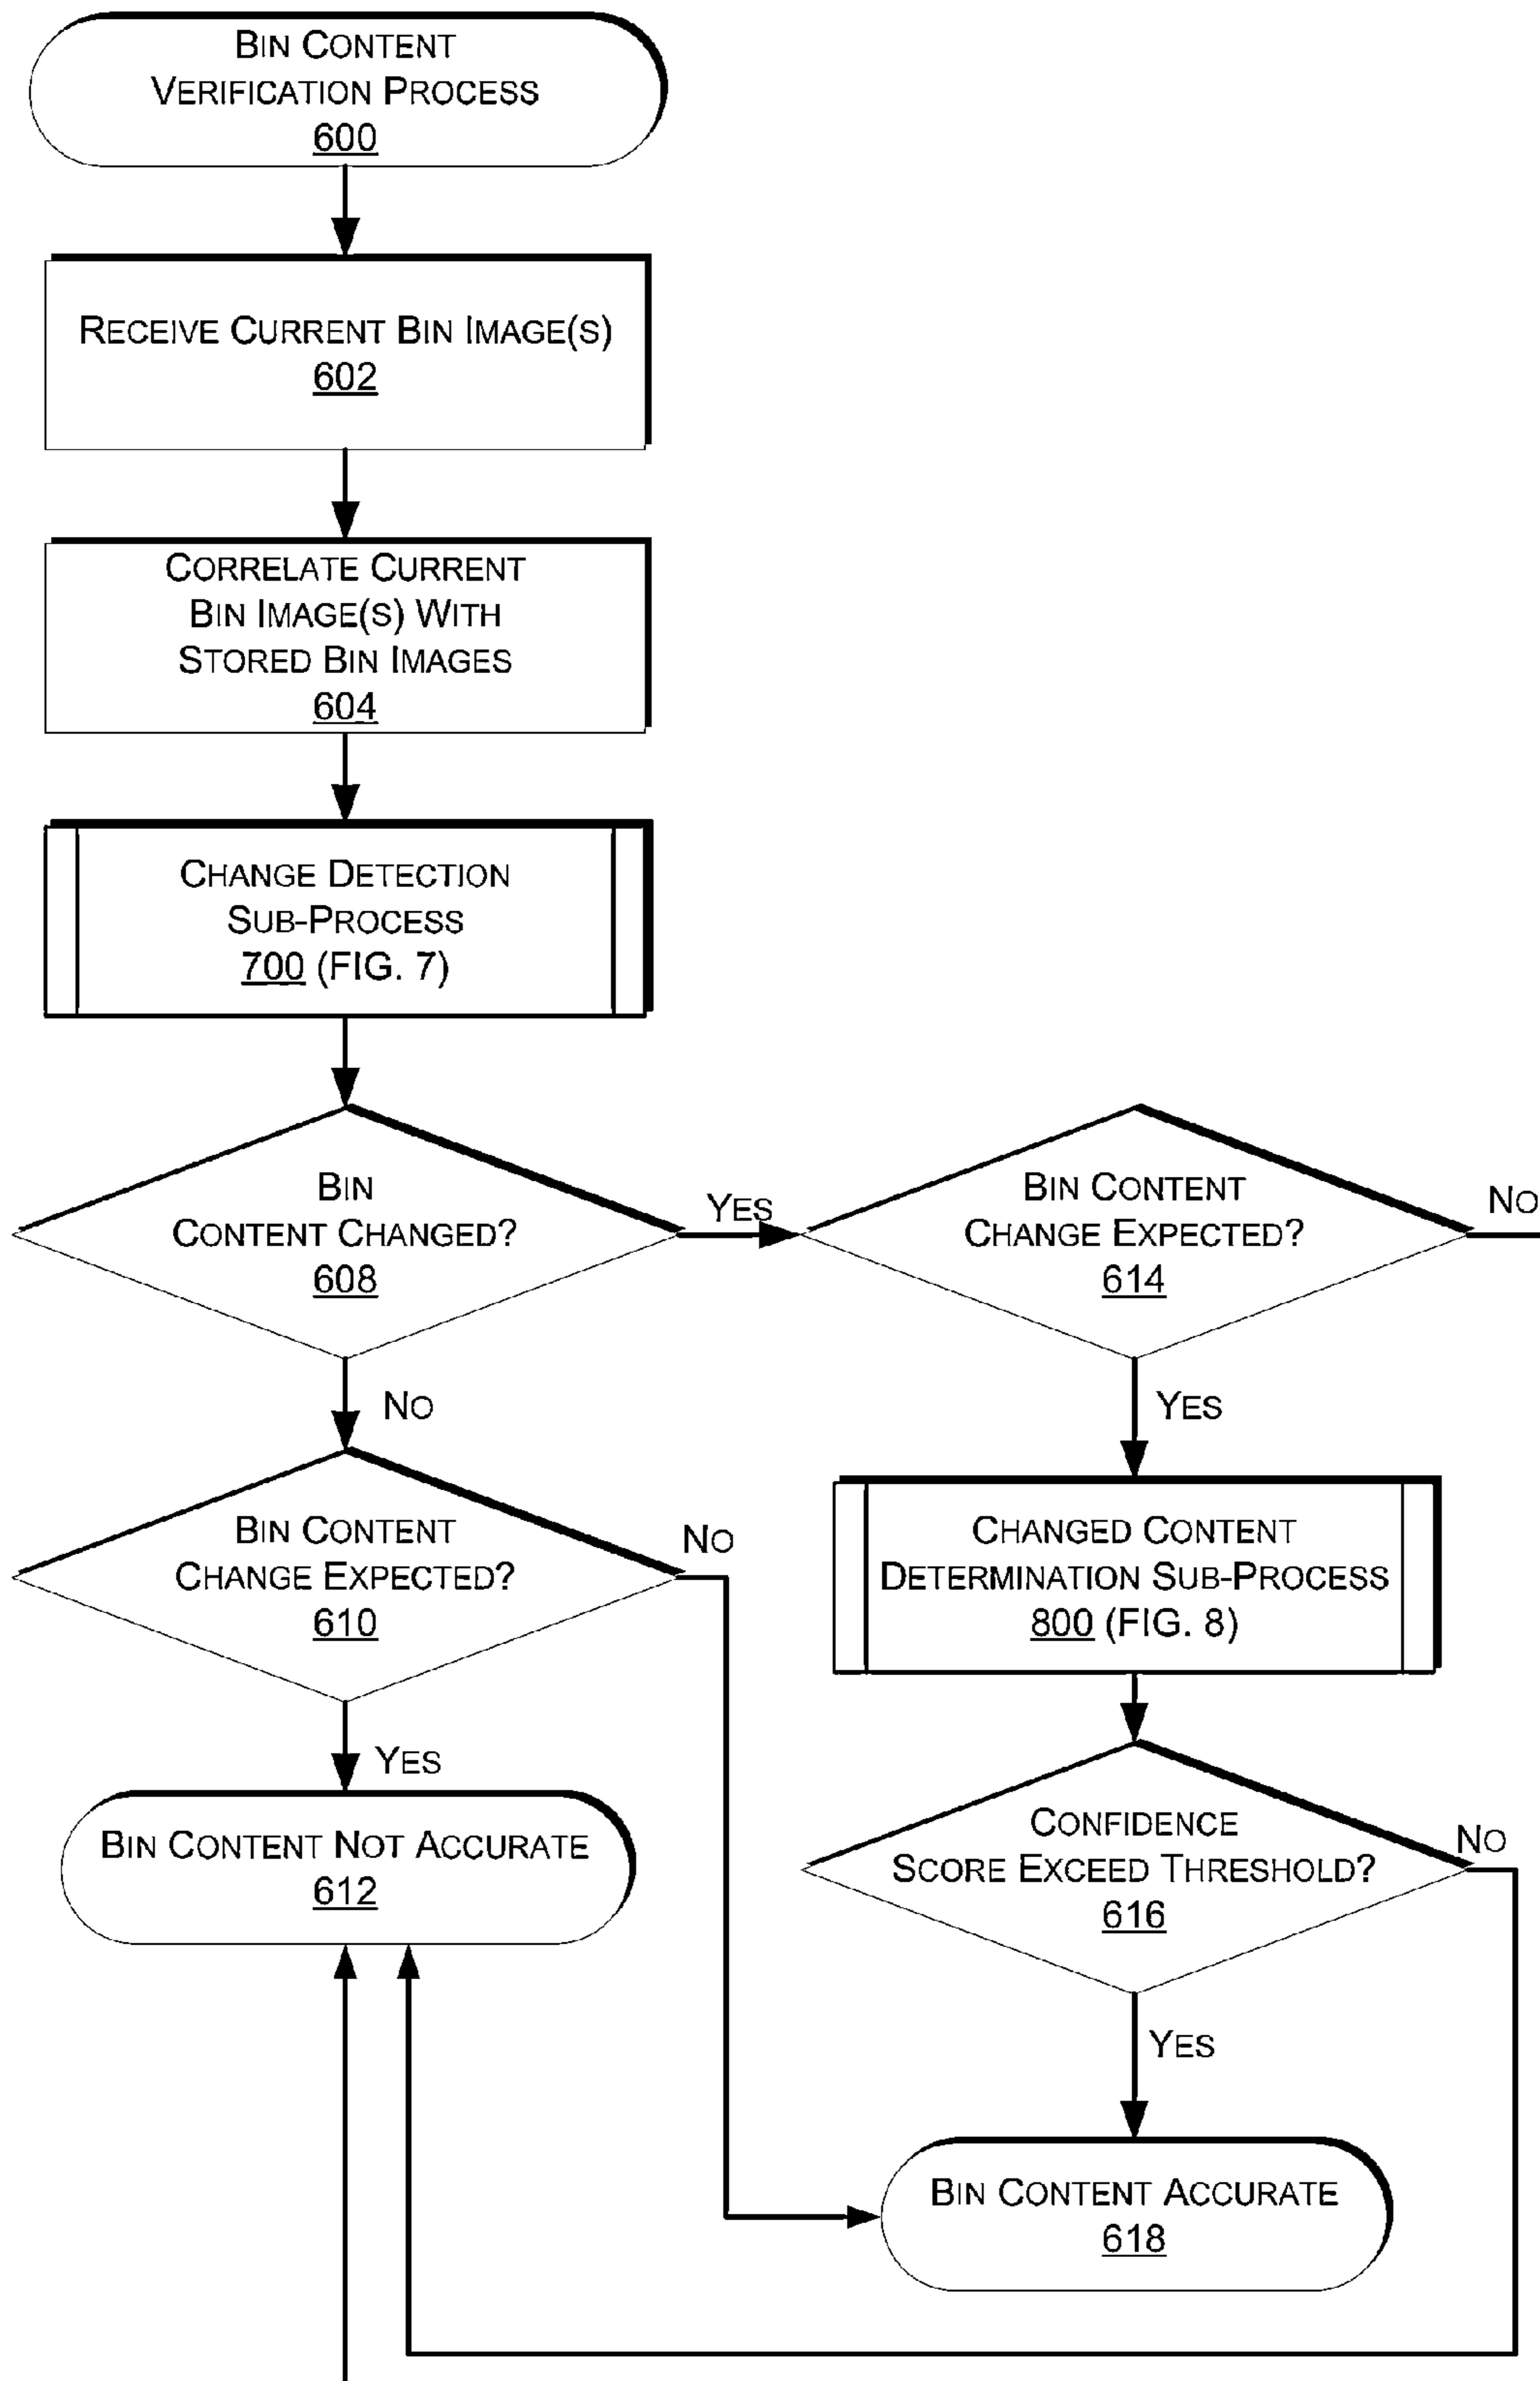 BIN CONTENT
VERIFICATION PROCESS
600
RECEIVE CURRENT BIN IMAGE(S)
602
CORRELATE CURRENT
BIN IMAGE(S) WITH
STORED BIN IMAGES
604
CHANGE DETECTION
SUB-PROCESS
700 (FIG. 7)
BIN
CONTENT CHANGED?
608
YES
BIN CONTENT
CHANGE EXPECTED?
614
NO
NO
YES
BIN CONTENT
CHANGE EXPECTED?
610
NO
CHANGED CONTENT
DETERMINATION SUB-PROCESS
800 (FIG. 8)
YES
BIN CONTENT NOT ACCURATE
612
CONFIDENCE
SCORE EXCEED THRESHOLD?
616
NO
YES
BIN CONTENT ACCURATE
618